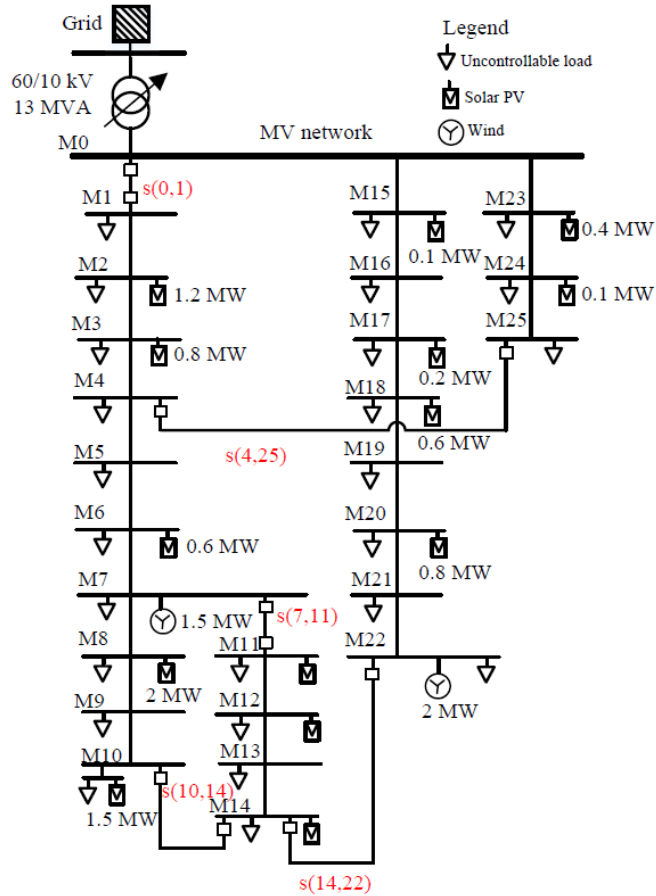 Grid
Legend
60/10 kV
13 MVA
Uncontrollable load
Solar PV
Wind
M0
MV network
s(0,1)
M1
M15
M23
0.1 MW
0.4 MW
M2
M16
M24
1.2 MW
0.1 MW
M3
M17
M25
0.8 MW
0.2 MW
M4
M18
0.6 MW
s(4,25)
M5
M19
M6
M20
0.6 MW
0.8 MW
M7
M21
1.5 MW
s(7,11)
M8
M11
M22
2 MW
2 MW
M9
M12
M10
M13
1.5 MW
s(10,14)
M14
s(14,22)